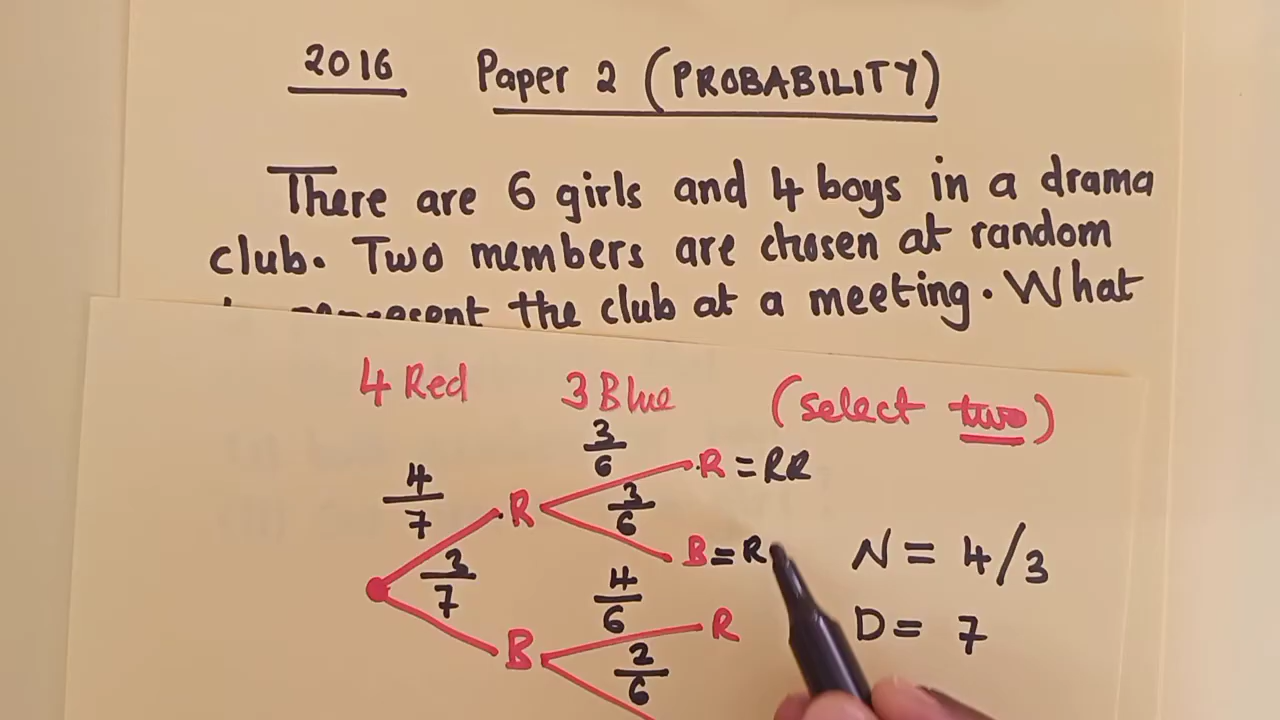 2016 Paper 2 (PROBABILITY)
There are 6 girls and 4 boys in a drama
club. Two members are chosen at random
represent the club at a meeting. What
4 Red 3 Blue (select two)
3/6
4/7 R R = RR
3/6
B = R N = 4/3
3/7 4/6
B R D = 7
2/6